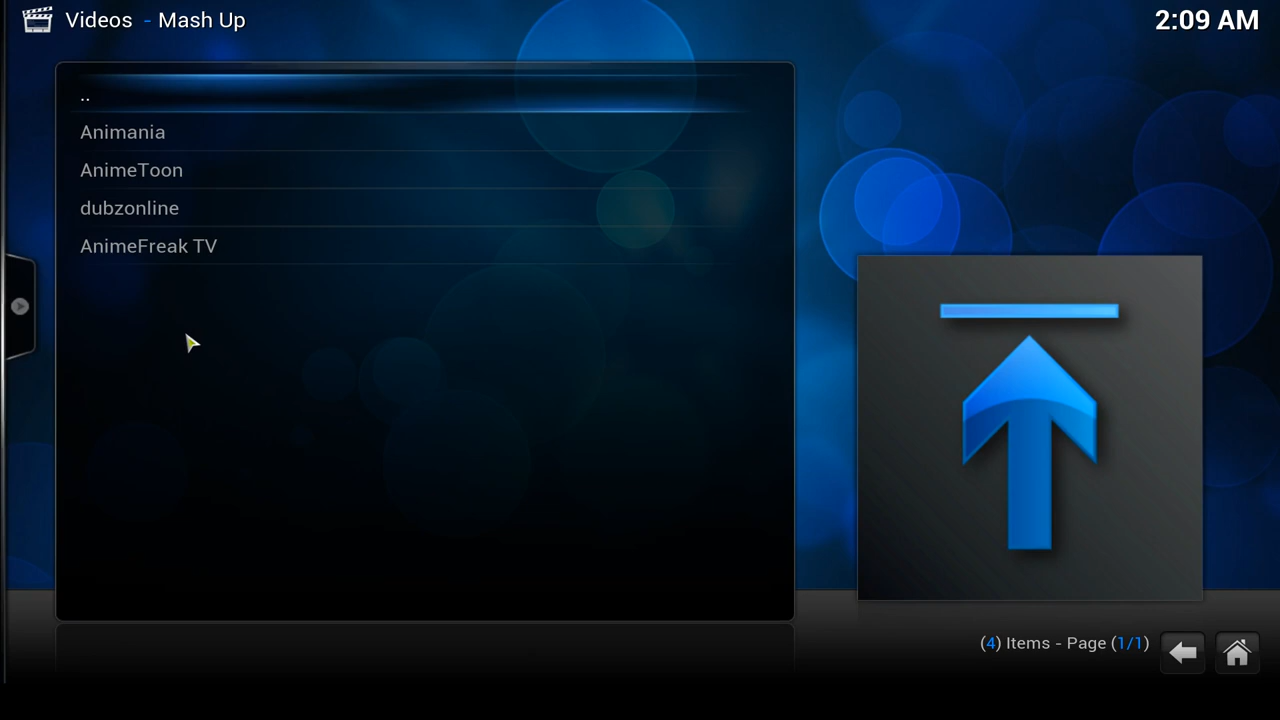 Videos - Mash Up
2:09 AM
..
Animania
AnimeToon
dubzonline
AnimeFreak TV
(4) Items - Page (1/1)